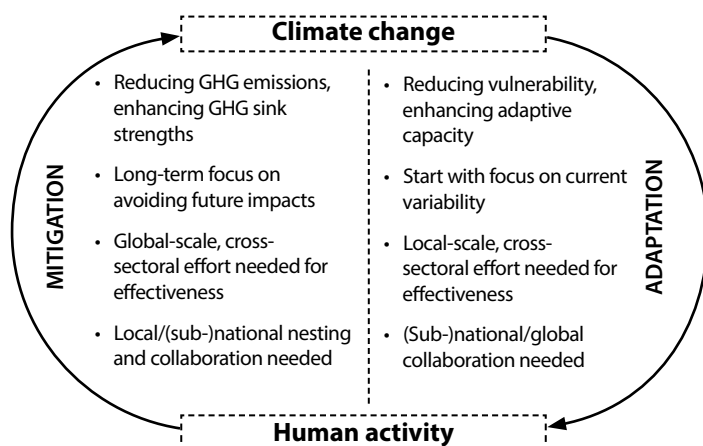 Climate change
MITIGATION
• Reducing GHG emissions,
enhancing GHG sink
strengths
• Long-term focus on
avoiding future impacts
• Global-scale, cross-
sectoral effort needed for
effectiveness
• Local/(sub-)national nesting
and collaboration needed
• Reducing vulnerability,
enhancing adaptive
capacity
• Start with focus on current
variability
• Local-scale, cross-
sectoral effort needed for
effectiveness
• (Sub-)national/global
collaboration needed
ADAPTATION
Human activity